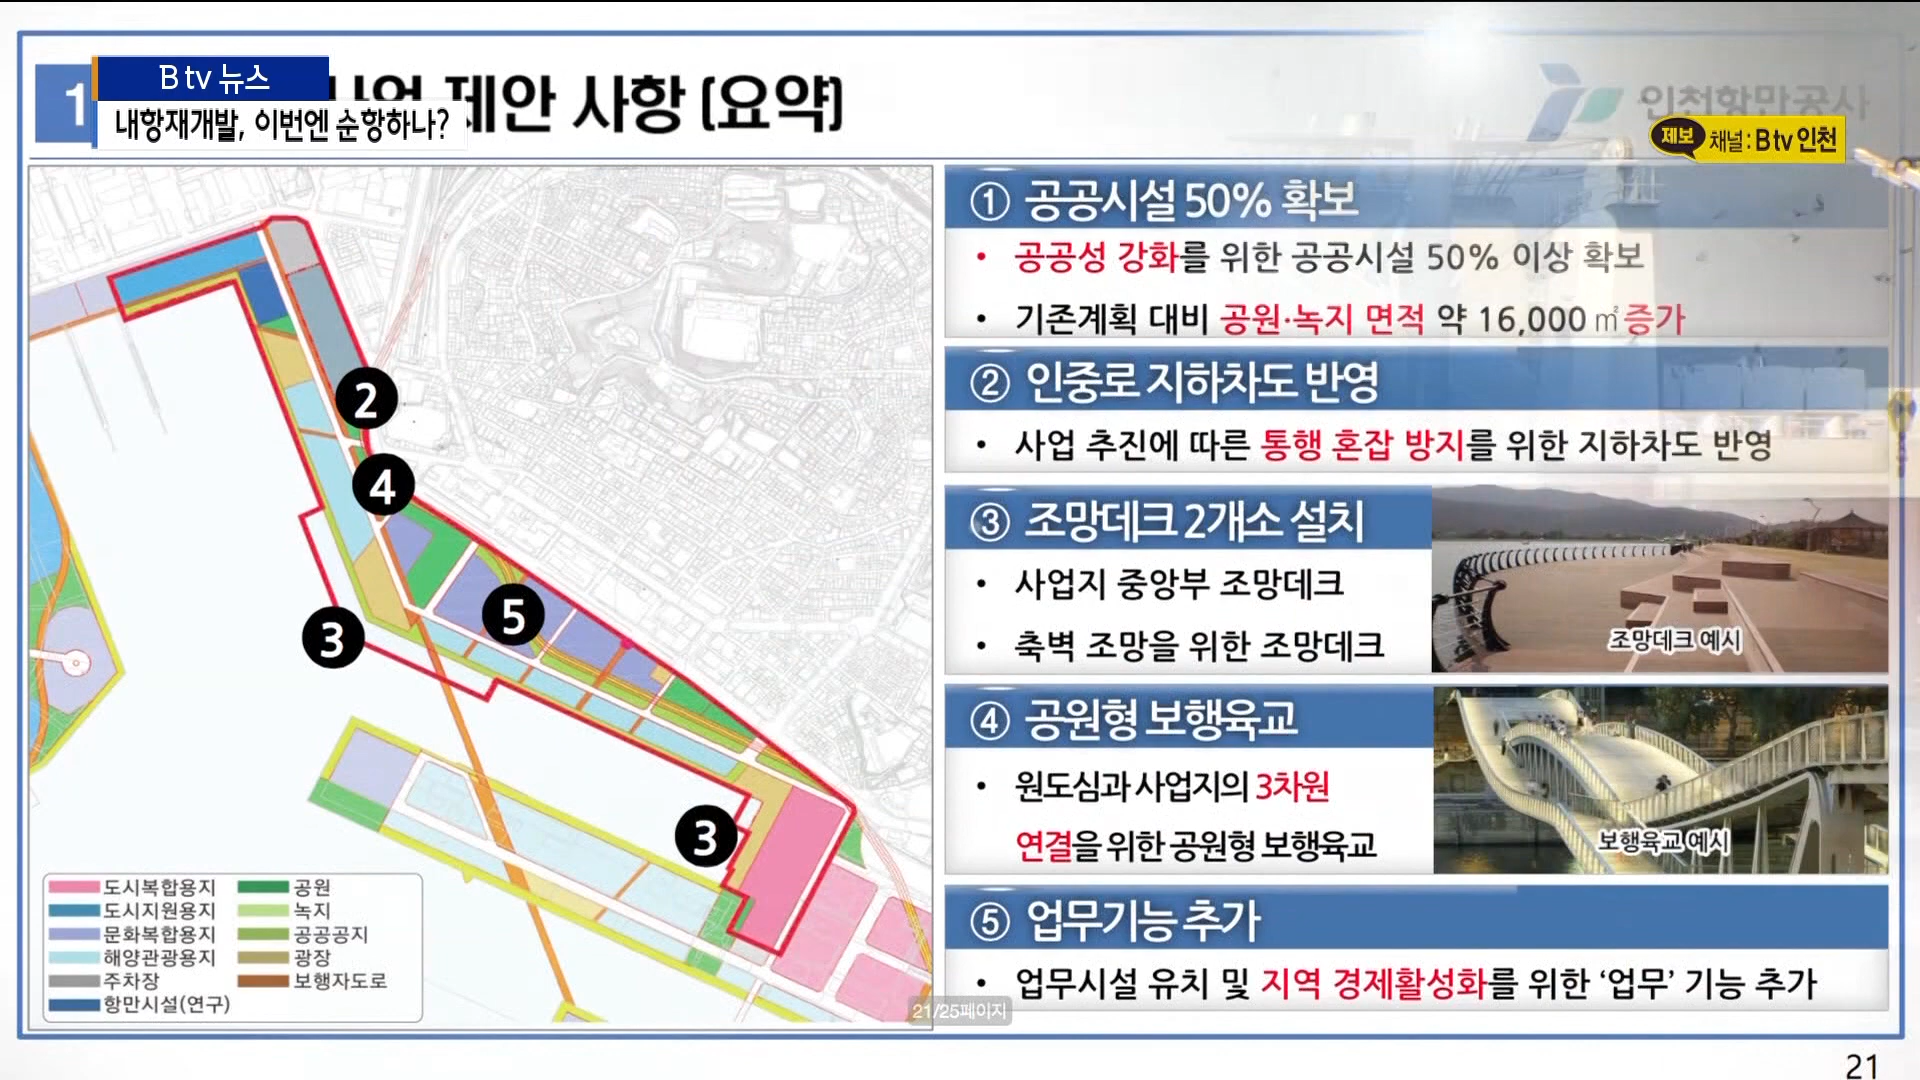 B tv 뉴스
내항재개발, 이번엔 순항하나?
1
제안 사항 (요약)
인천항만공사
제보 채널 : B tv 인천
① 공공시설 50% 확보
• 공공성 강화를 위한 공공시설 50% 이상 확보
• 기존계획 대비 공원·녹지 면적 약 16,000㎡ 증가
② 인중로 지하차도 반영
• 사업 추진에 따른 통행 혼잡 방지를 위한 지하차도 반영
③ 조망데크 2개소 설치
• 사업지 중앙부 조망데크
• 축벽 조망을 위한 조망데크
조망데크 예시
④ 공원형 보행육교
• 원도심과 사업지의 3차원
연결을 위한 공원형 보행육교
보행육교 예시
⑤ 업무기능 추가
• 업무시설 유치 및 지역 경제활성화를 위한 ‘업무’ 기능 추가
2
4
5
3
3
도시복합용지 공원
도시지원용지 녹지
문화복합용지 공공공지
해양관광용지 광장
주차장 보행자도로
항만시설(연구)
21/25페이지
21